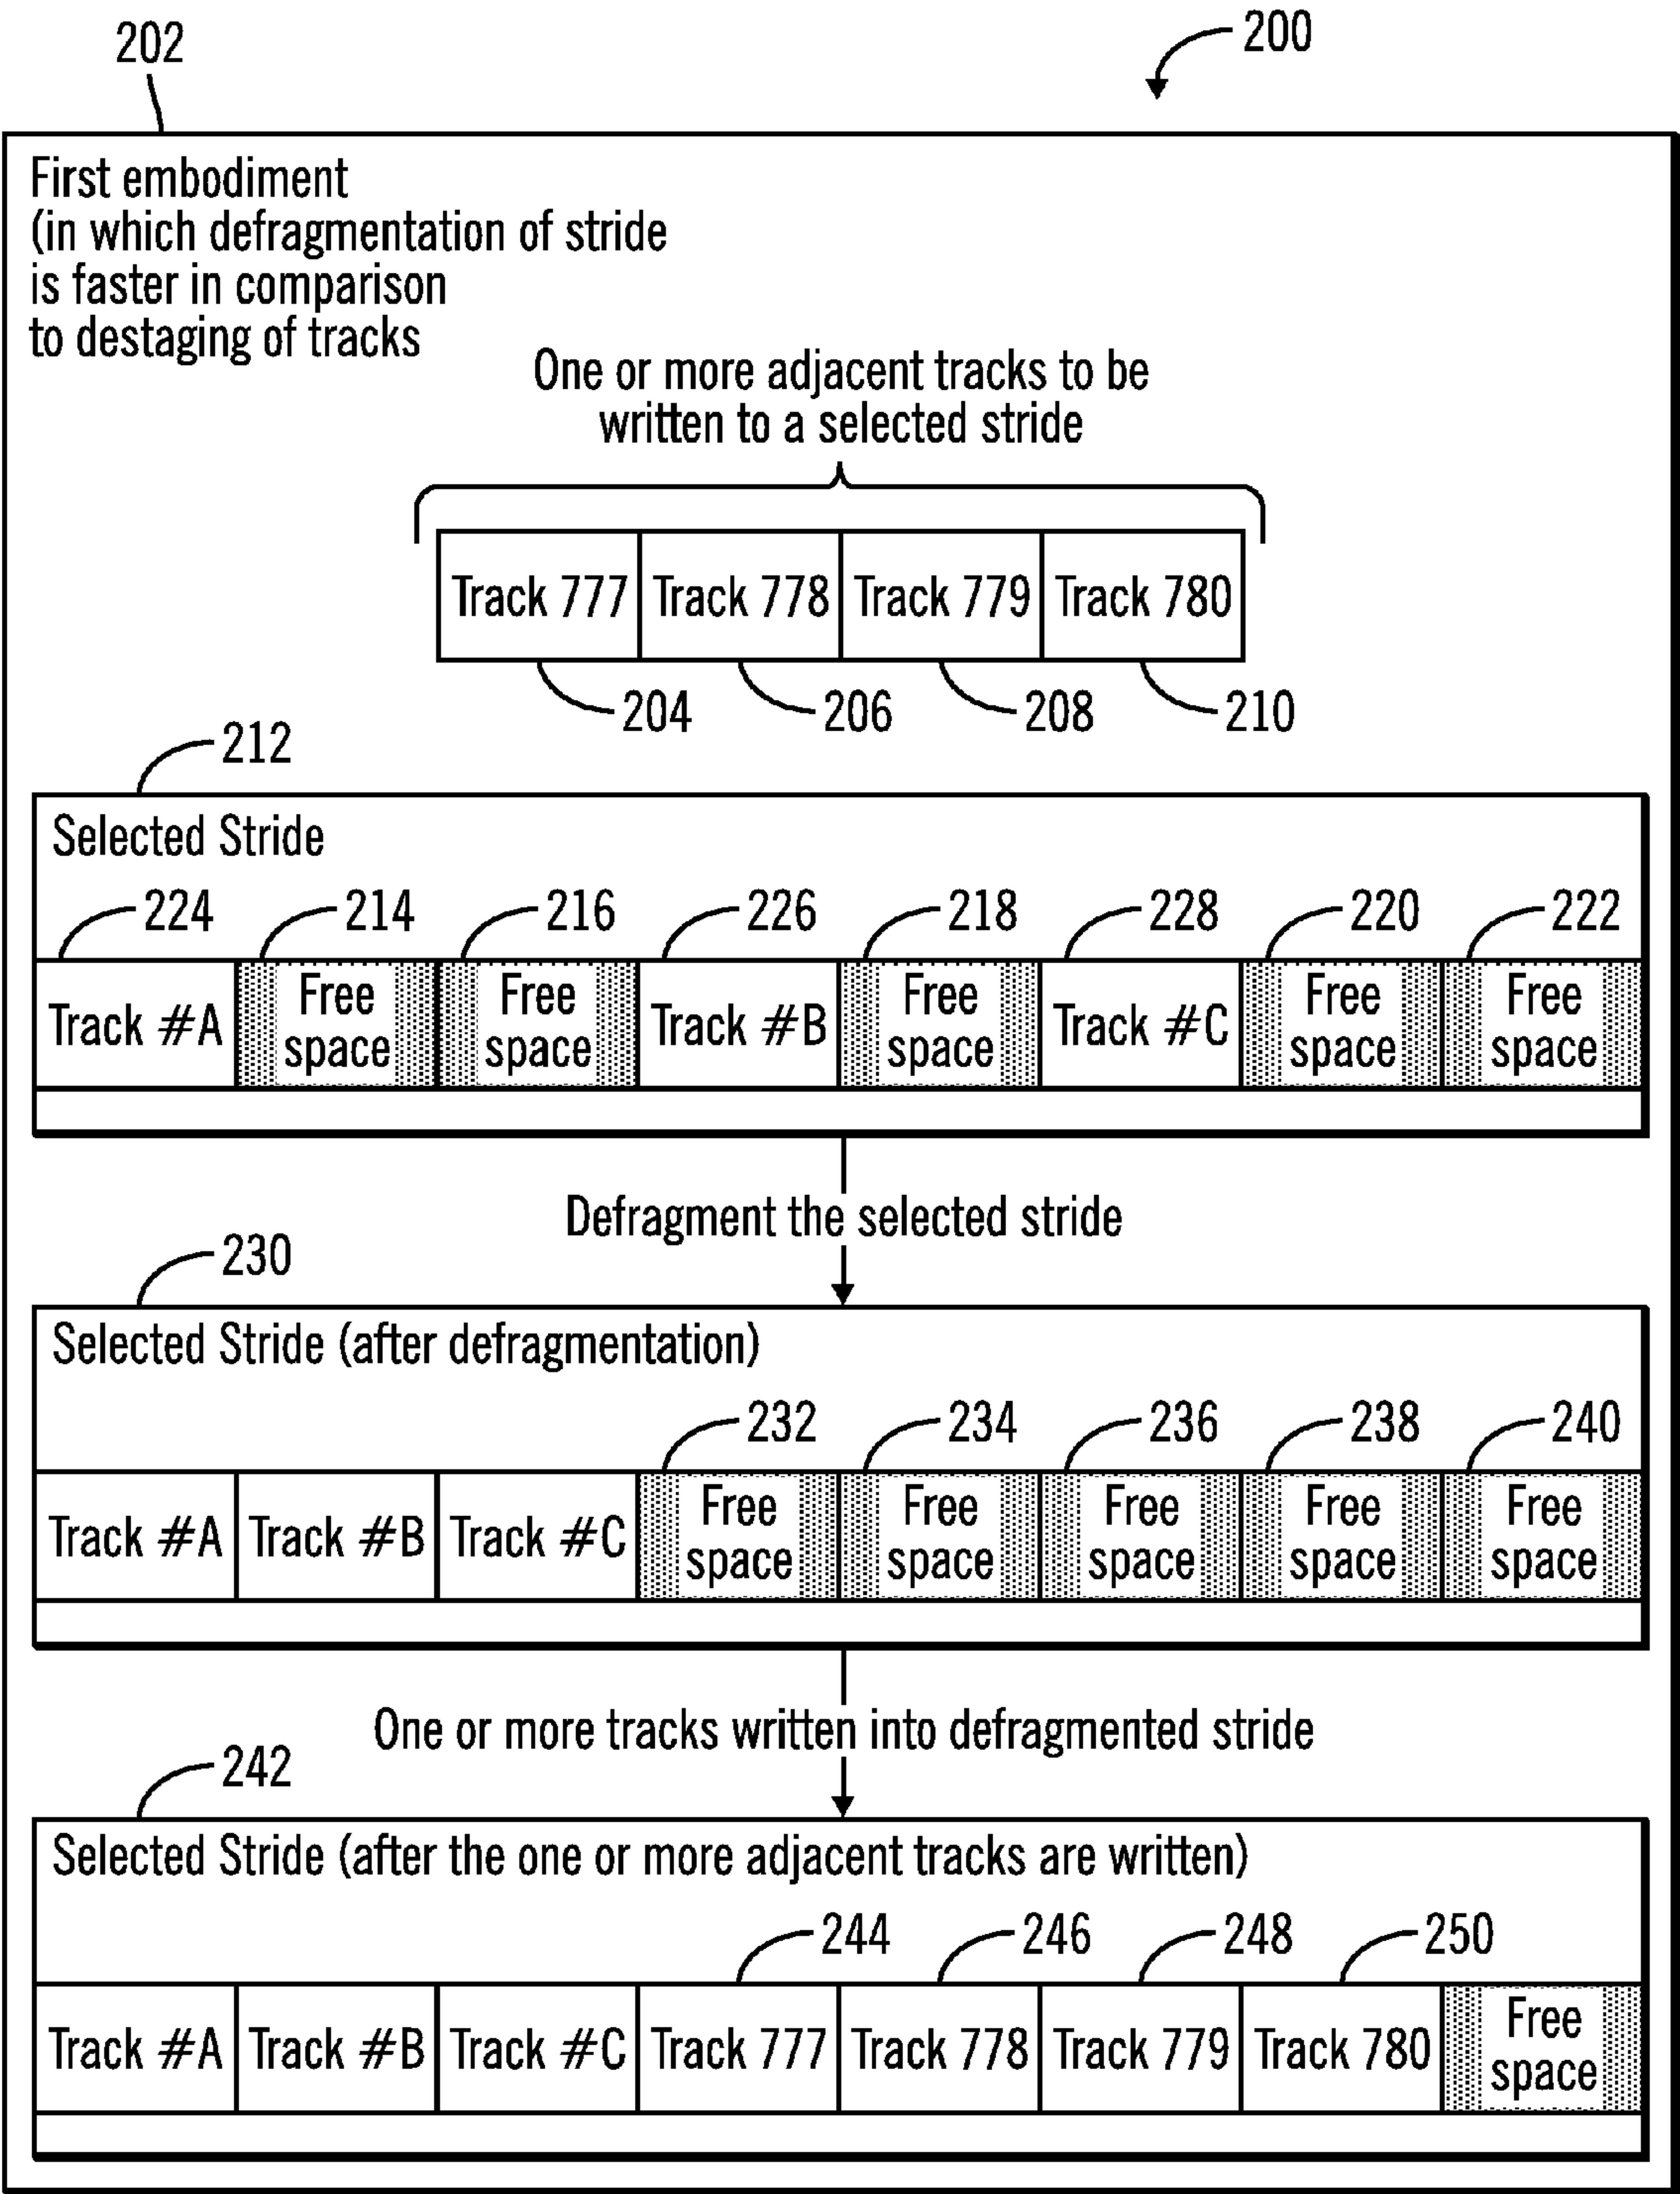 202
200
First embodiment
(in which defragmentation of stride
is faster in comparison
to destaging of tracks
One or more adjacent tracks to be
written to a selected stride
Track 777 Track 778 Track 779 Track 780
204 206 208 210
212
Selected Stride
224 214 216 226 218 228 220 222
Track #A Free space Free space Track #B Free space Track #C Free space Free space
Defragment the selected stride
230
Selected Stride (after defragmentation)
232 234 236 238 240
Track #A Track #B Track #C Free space Free space Free space Free space Free space
One or more tracks written into defragmented stride
242
Selected Stride (after the one or more adjacent tracks are written)
244 246 248 250
Track #A Track #B Track #C Track 777 Track 778 Track 779 Track 780 Free space